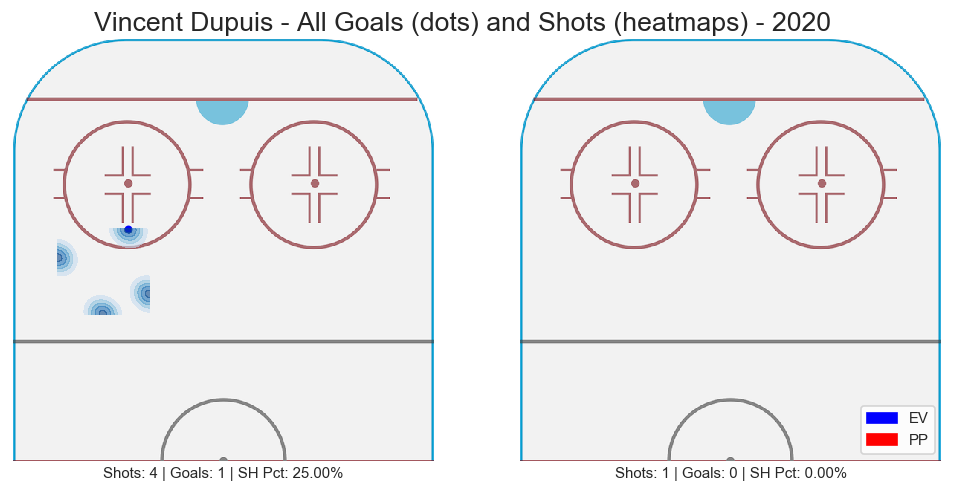 Vincent Dupuis - All Goals (dots) and Shots (heatmaps) - 2020
EV
PP
Shots: 4 | Goals: 1 | SH Pct: 25.00%
Shots: 1 | Goals: 0 | SH Pct: 0.00%